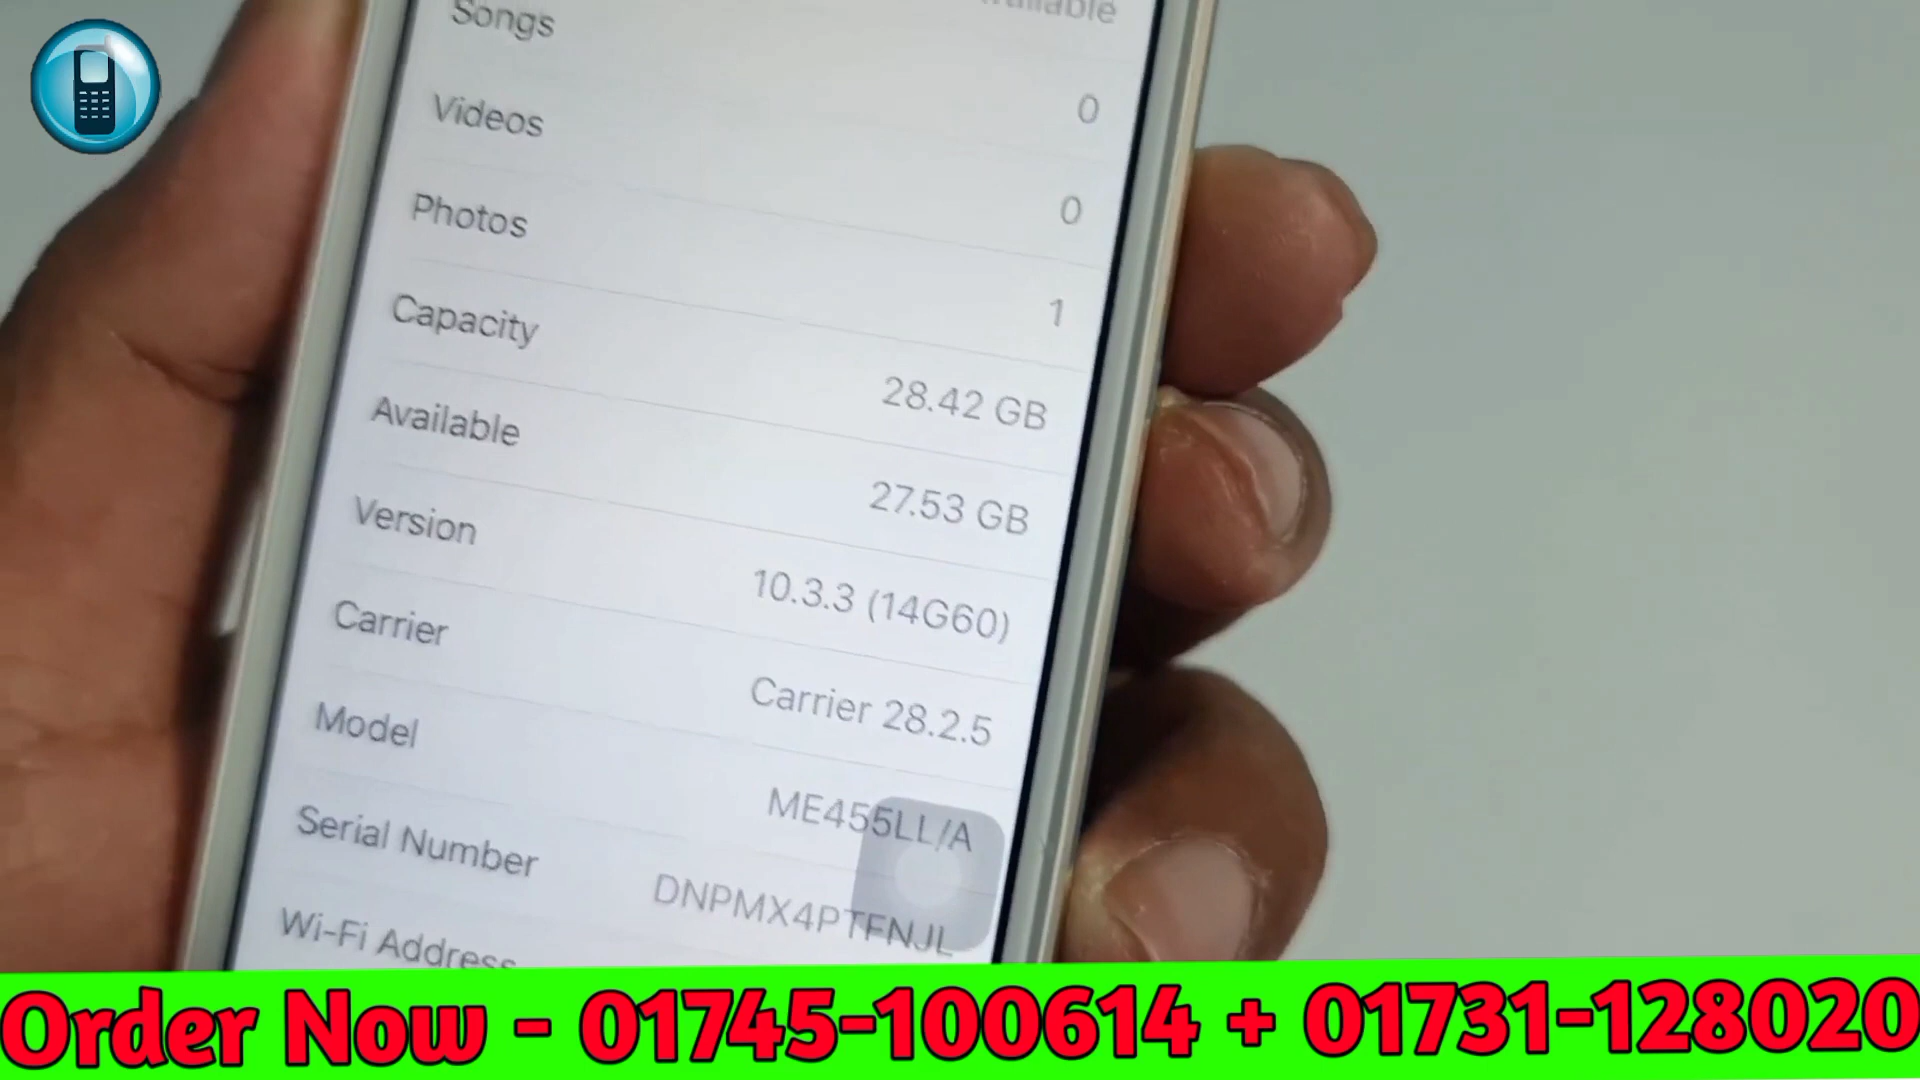 Songs
Videos 0
Photos 0
Capacity 1
Available 28.42 GB
Version 27.53 GB
Carrier 10.3.3 (14G60)
Model Carrier 28.2.5
Serial Number ME455LL/A
Wi-Fi Address DNPMX4PTFNJL
Order Now - 01745-100614 + 01731-128020